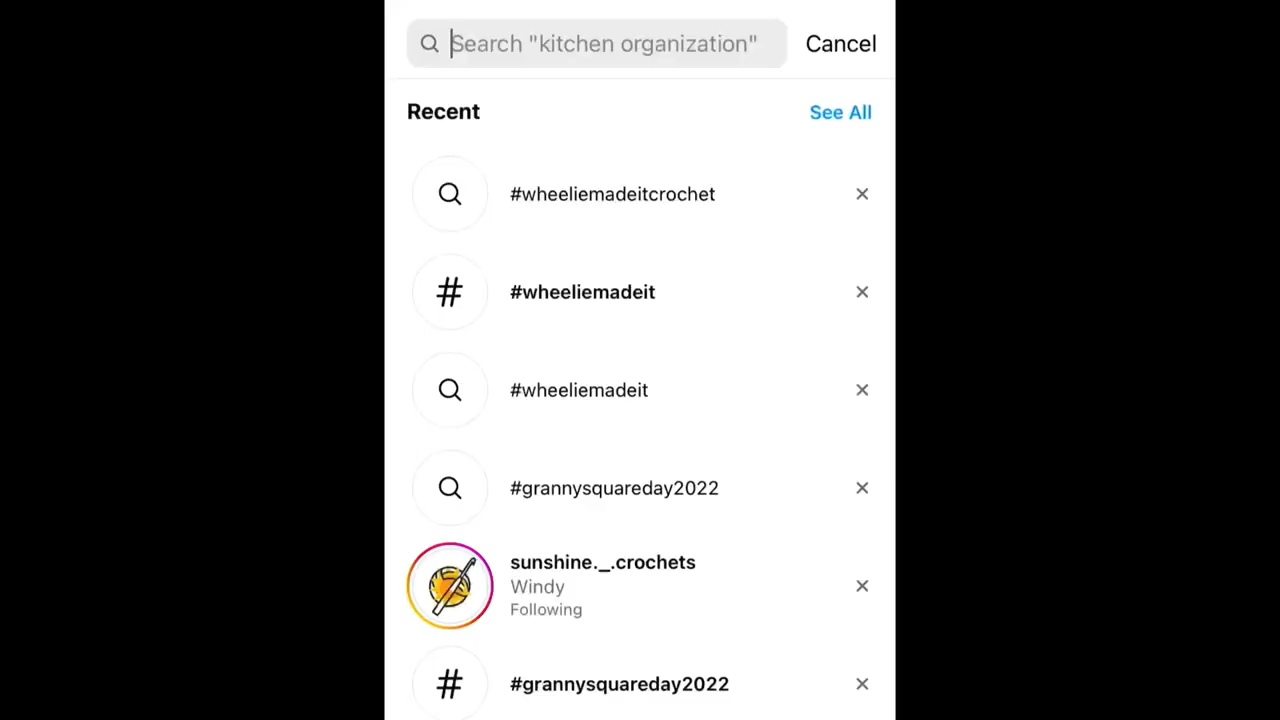 Search "kitchen organization"
Cancel
Recent
See All
#wheeliemadeitcrochet
#wheeliemadeit
#wheeliemadeit
#grannysquareday2022
sunshine._.crochets
Windy
Following
#grannysquareday2022